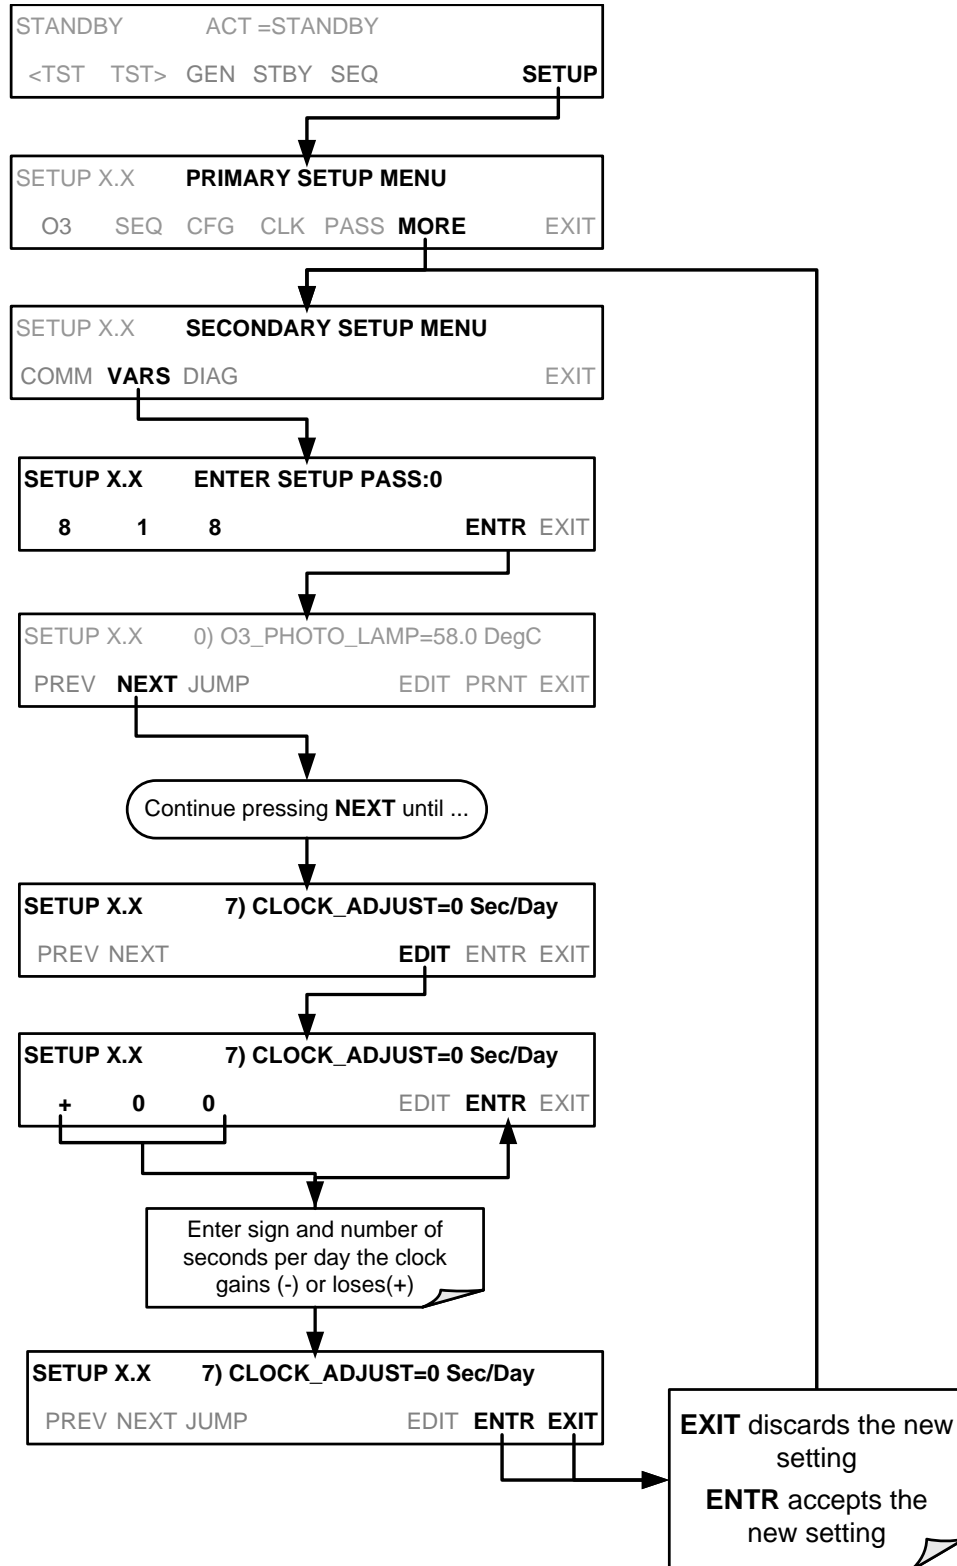 STANDBY ACT =STANDBY
<TST TST> GEN STBY SEQ SETUP
SETUP X.X PRIMARY SETUP MENU
O3 SEQ CFG CLK PASS MORE EXIT
SETUP X.X SECONDARY SETUP MENU
COMM VARS DIAG EXIT
SETUP X.X ENTER SETUP PASS:0
8 1 8 ENTR EXIT
SETUP X.X 0) O3_PHOTO_LAMP=58.0 DegC
PREV NEXT JUMP EDIT PRNT EXIT
Continue pressing NEXT until ...
SETUP X.X 7) CLOCK_ADJUST=0 Sec/Day
PREV NEXT EDIT ENTR EXIT
SETUP X.X 7) CLOCK_ADJUST=0 Sec/Day
+ 0 0 EDIT ENTR EXIT
Enter sign and number of
seconds per day the clock
gains (-) or loses(+)
SETUP X.X 7) CLOCK_ADJUST=0 Sec/Day
PREV NEXT JUMP EDIT ENTR EXIT
EXIT discards the new
setting
ENTR accepts the
new setting